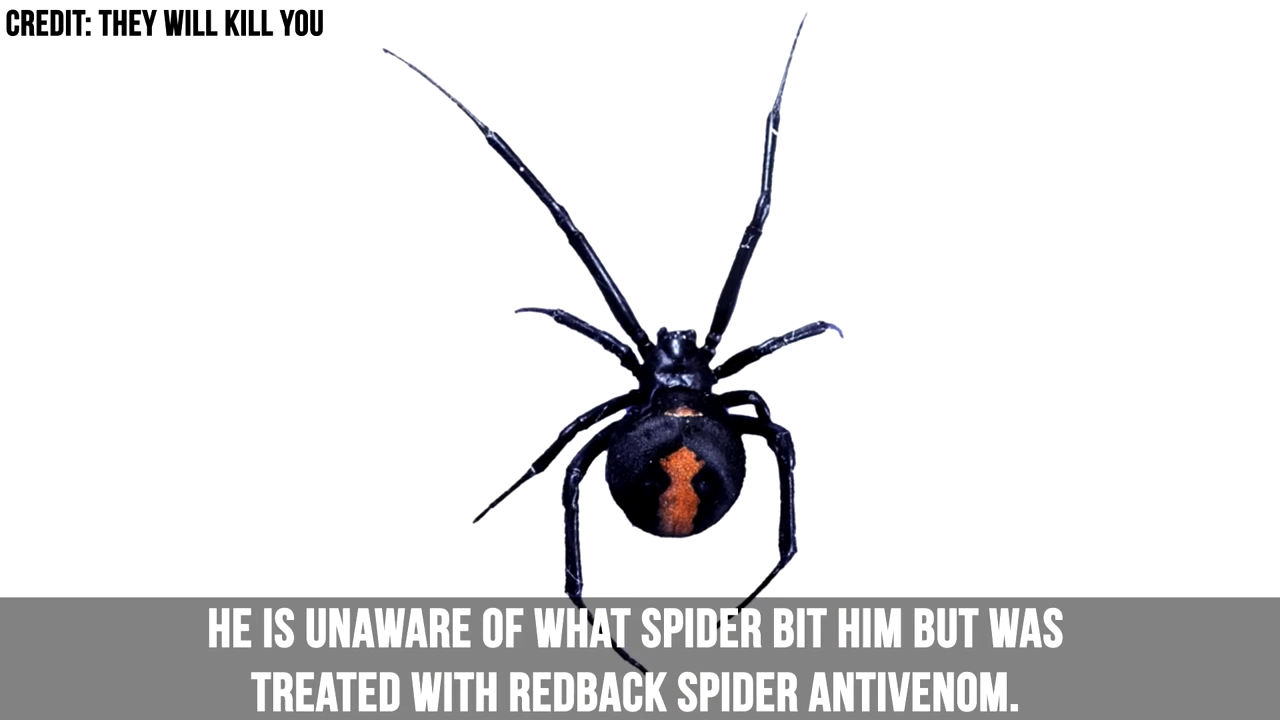 CREDIT: THEY WILL KILL YOU
HE IS UNAWARE OF WHAT SPIDER BIT HIM BUT WAS
TREATED WITH REDBACK SPIDER ANTIVENOM.